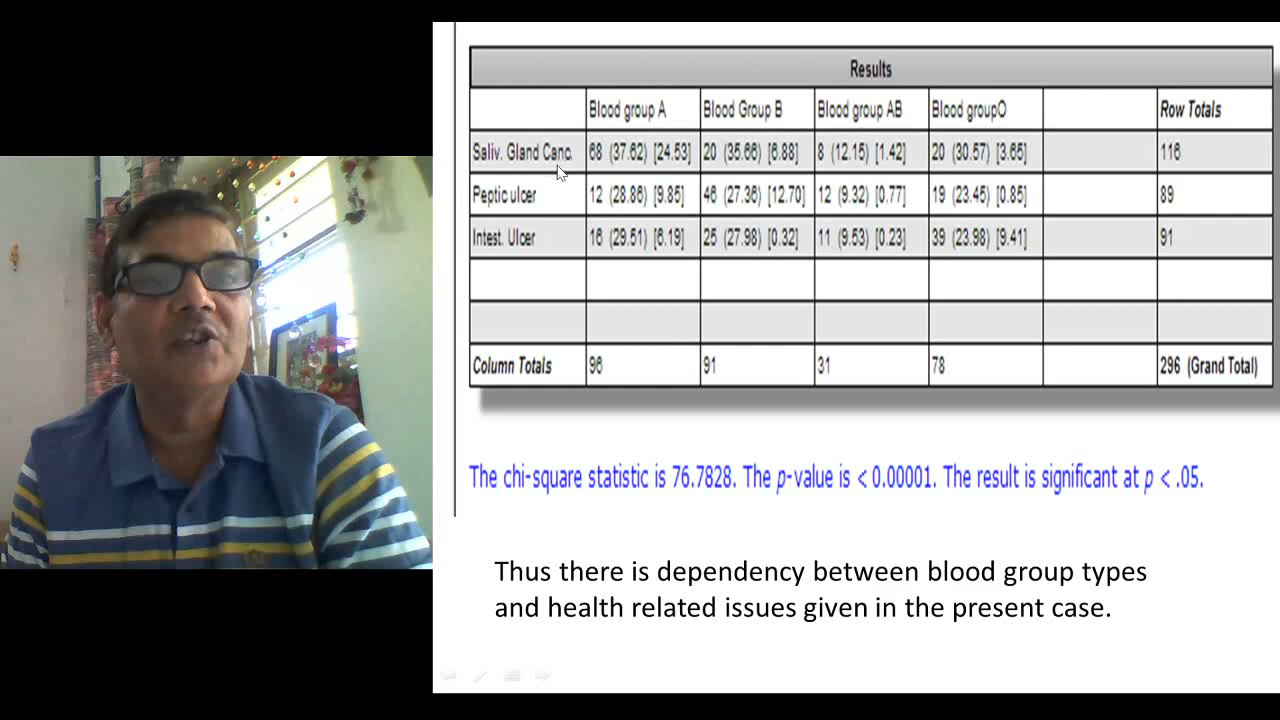 Results
Blood group A Blood Group B Blood group AB Blood groupO Row Totals
Saliv. Gland Canc. 68 (37.62) [24.53] 20 (35.66) [6.88] 8 (12.15) [1.42] 20 (30.57) [3.65] 116
Peptic ulcer 12 (28.86) [9.85] 46 (27.36) [12.70] 12 (9.32) [0.77] 19 (23.45) [0.85] 89
Intest. Ulcer 16 (29.51) [6.19] 25 (27.98) [0.32] 11 (9.53) [0.23] 39 (23.98) [9.41] 91
Column Totals 96 91 31 78 296 (Grand Total)
The chi-square statistic is 76.7828. The p-value is < 0.00001. The result is significant at p < .05.
Thus there is dependency between blood group types
and health related issues given in the present case.